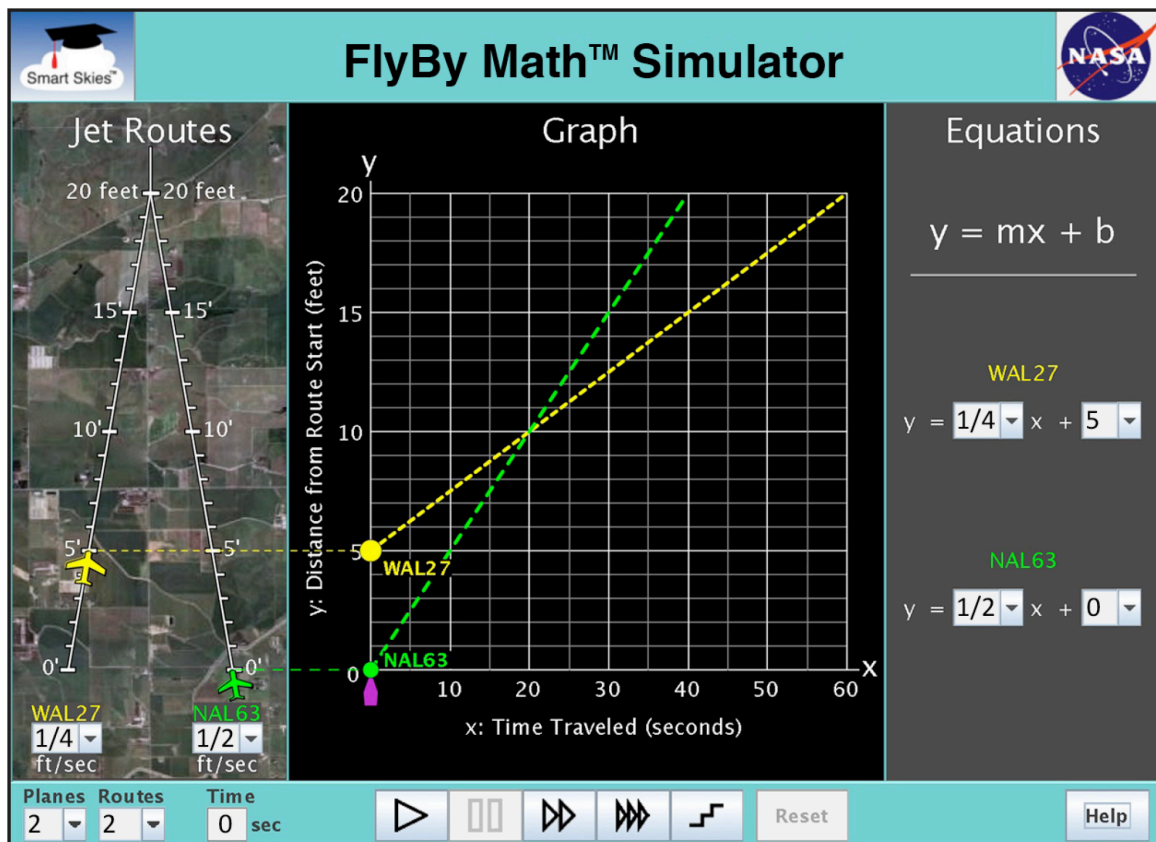 Smart Skies™
FlyBy Math™ Simulator
NASA
Jet Routes
20 feet 20 feet
15' 15'
10' 10'
5' 5'
0' 0'
WAL27 NAL63
1/4 1/2
ft/sec ft/sec
Graph
y
20
15
10
5
0
y: Distance from Route Start (feet)
WAL27
NAL63
x
10 20 30 40 50 60
x: Time Traveled (seconds)
Equations
y = mx + b
WAL27
y = 1/4 x + 5
NAL63
y = 1/2 x + 0
Planes Routes Time
2 2 0 sec
Reset
Help